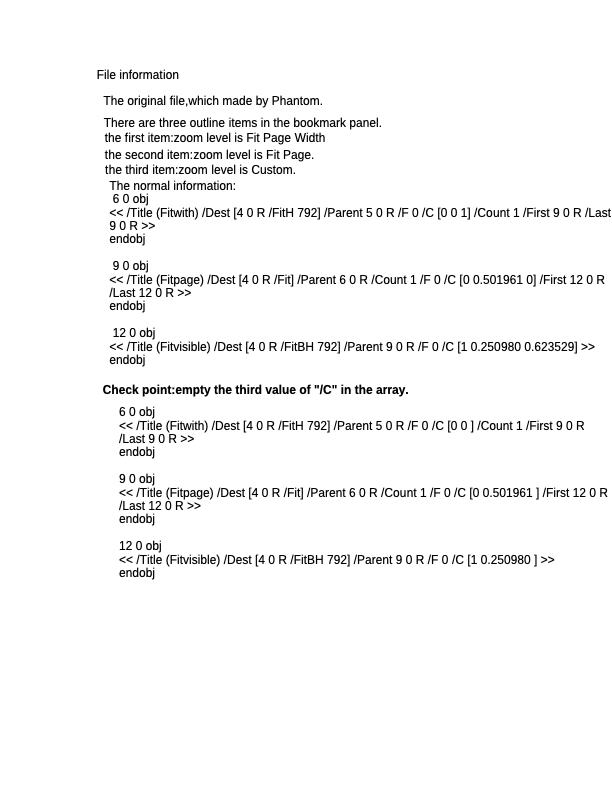 File information
The original file,which made by Phantom.
There are three outline items in the bookmark panel.
the first item:zoom level is Fit Page Width
the second item:zoom level is Fit Page.
the third item:zoom level is Custom.
The normal information:
6 0 obj
<< /Title (Fitwith) /Dest [4 0 R /FitH 792] /Parent 5 0 R /F 0 /C [0 0 1] /Count 1 /First 9 0 R /Last
9 0 R >>
endobj
9 0 obj
<< /Title (Fitpage) /Dest [4 0 R /Fit] /Parent 6 0 R /Count 1 /F 0 /C [0 0.501961 0] /First 12 0 R
/Last 12 0 R >>
endobj
12 0 obj
<< /Title (Fitvisible) /Dest [4 0 R /FitBH 792] /Parent 9 0 R /F 0 /C [1 0.250980 0.623529] >>
endobj
Check point:empty the third value of "/C" in the array.
6 0 obj
<< /Title (Fitwith) /Dest [4 0 R /FitH 792] /Parent 5 0 R /F 0 /C [0 0 ] /Count 1 /First 9 0 R
/Last 9 0 R >>
endobj
9 0 obj
<< /Title (Fitpage) /Dest [4 0 R /Fit] /Parent 6 0 R /Count 1 /F 0 /C [0 0.501961 ] /First 12 0 R
/Last 12 0 R >>
endobj
12 0 obj
<< /Title (Fitvisible) /Dest [4 0 R /FitBH 792] /Parent 9 0 R /F 0 /C [1 0.250980 ] >>
endobj